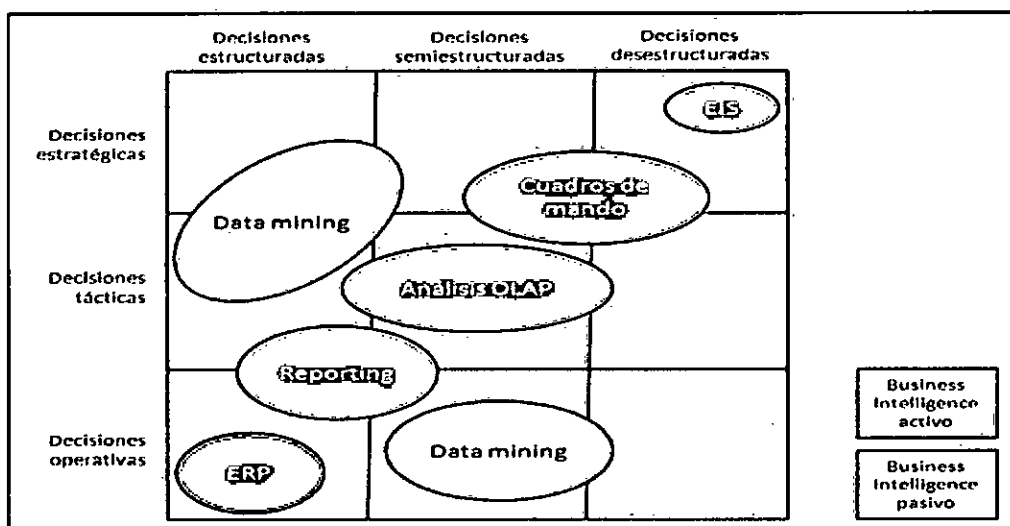 Decisiones
estructuradas
Decisiones
semiestructuradas
Decisiones
desestructuradas
Decisiones
estratégicas
EIS
Cuadros de
mando
Data mining
Decisiones
tácticas
Análisis OLAP
Reporting
Decisiones
operativas
ERP
Data mining
Business
Intelligence
activo
Business
Intelligence
pasivo